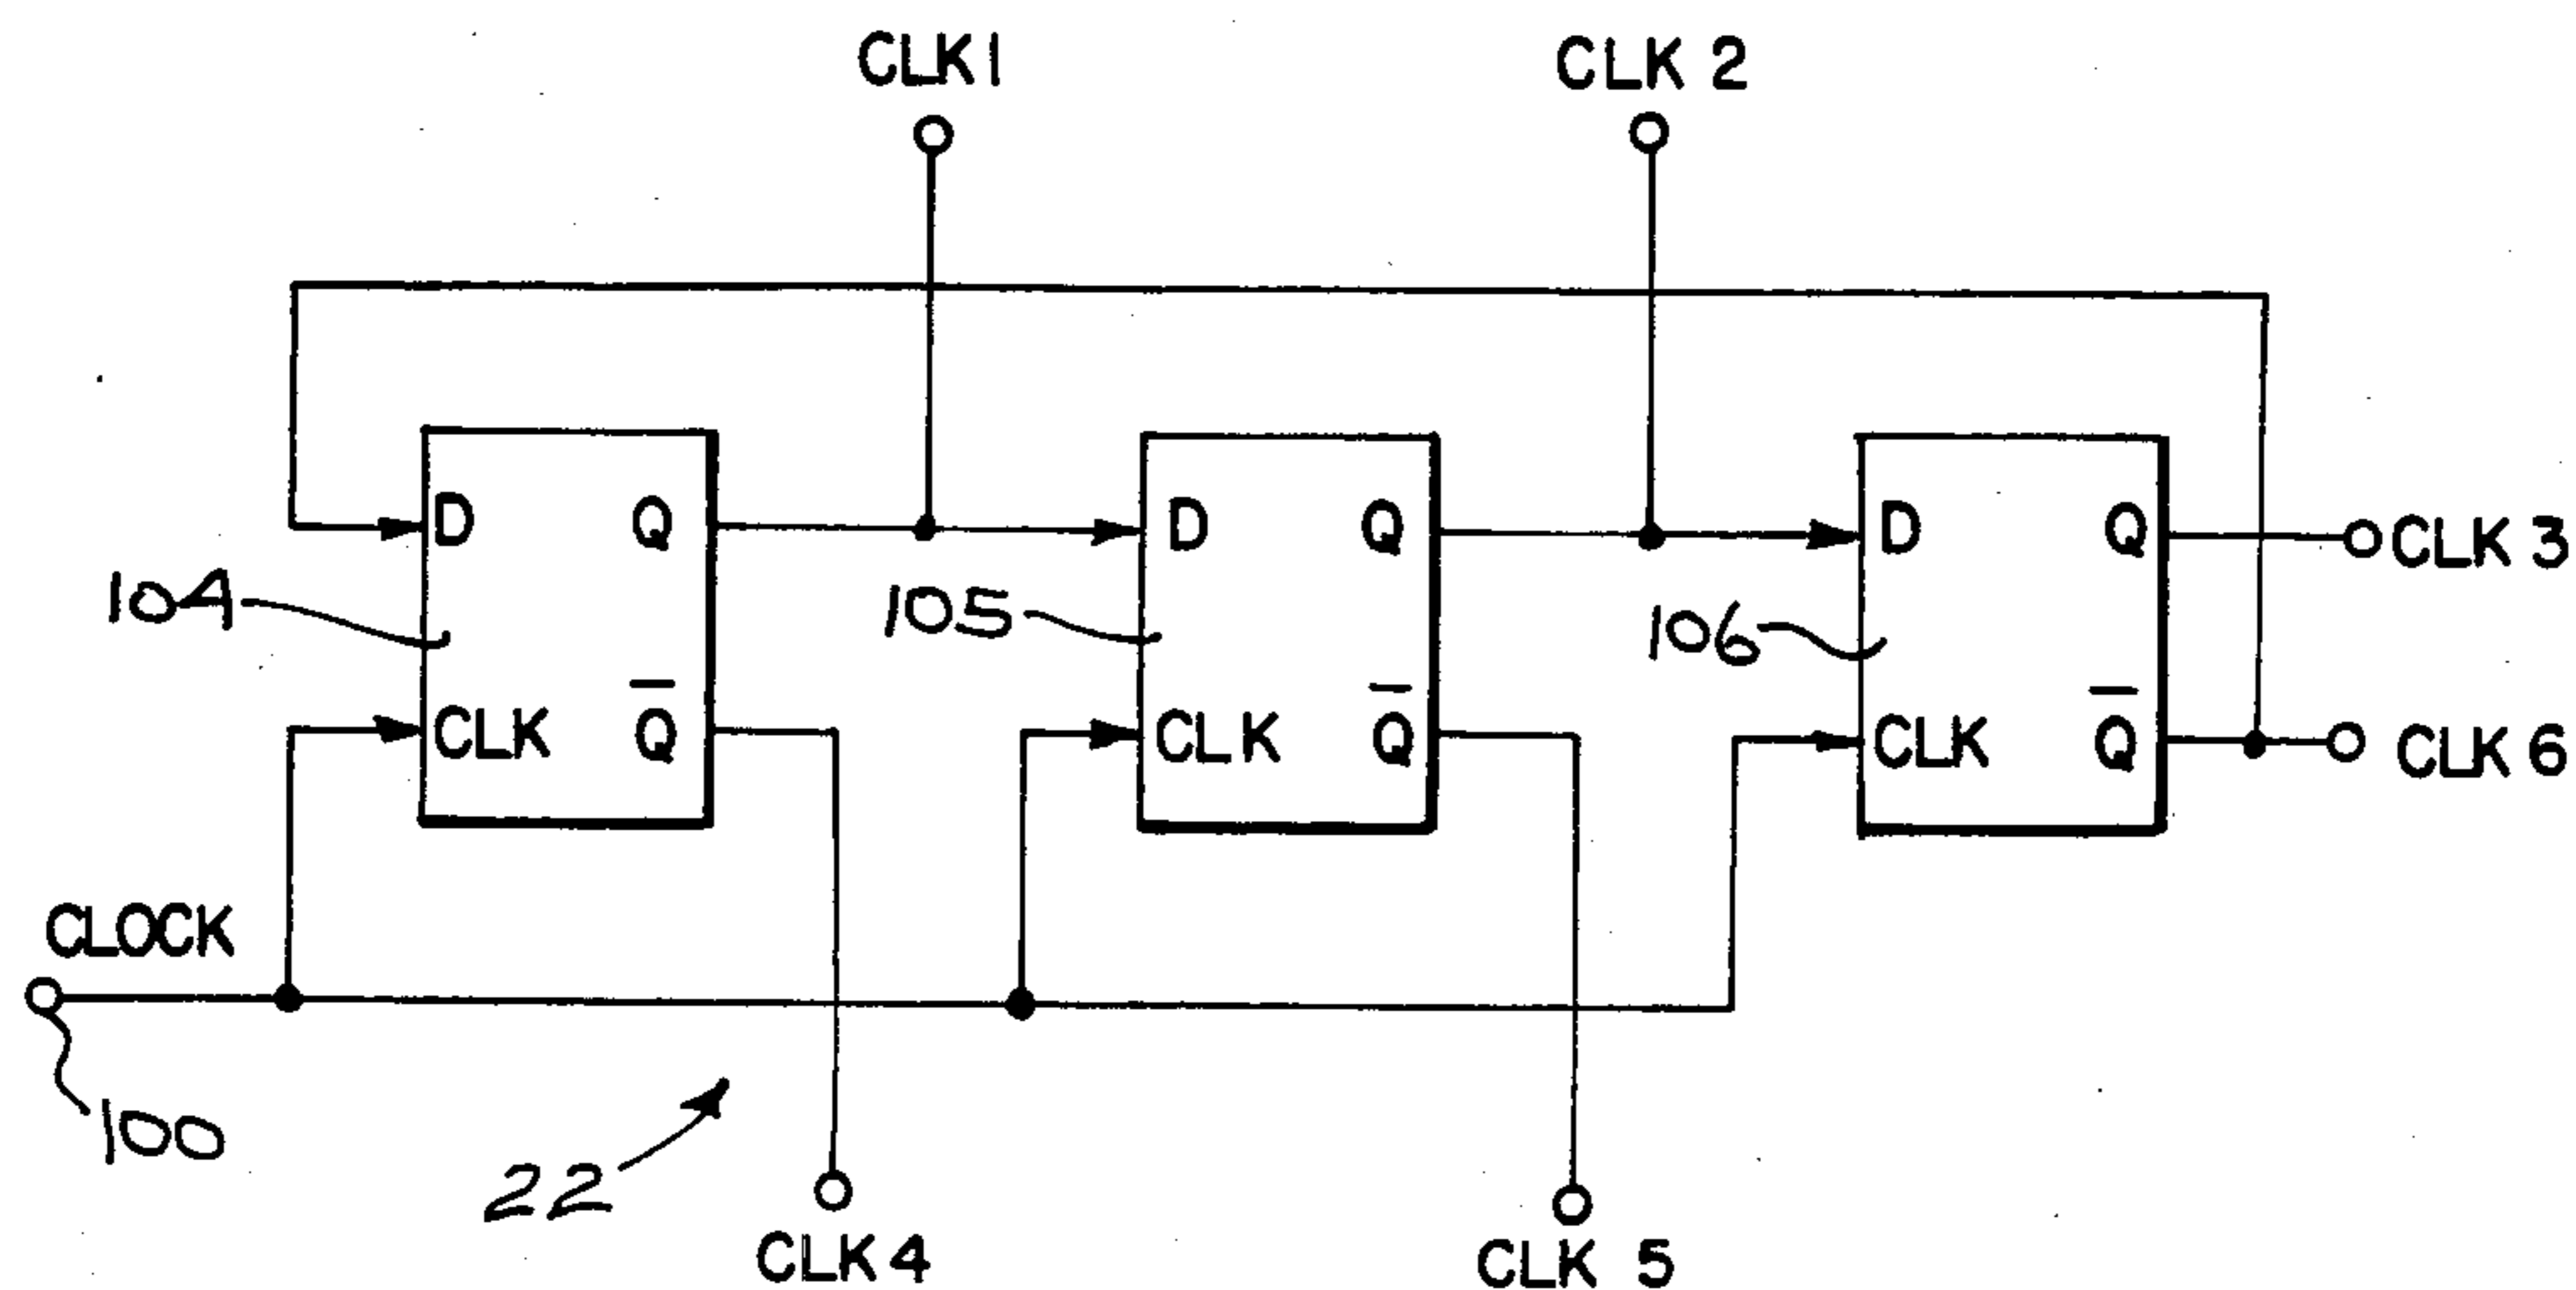 CLK1
CLK 2
D Q
D Q
D Q
CLK 3
104
105
106
CLK Q̅
CLK Q̅
CLK Q̅
CLK 6
CLOCK
100
22
CLK4
CLK 5